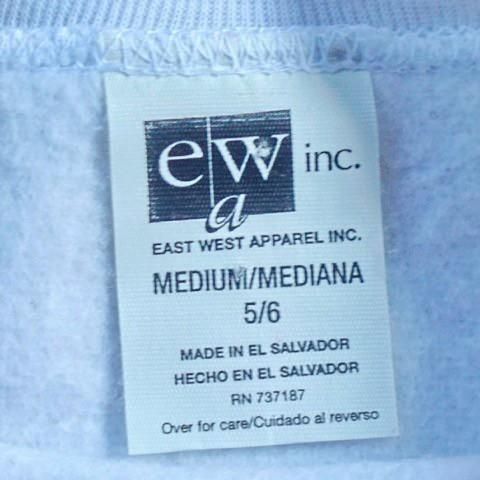 ewa inc.
EAST WEST APPAREL INC.
MEDIUM/MEDIANA
5/6
MADE IN EL SALVADOR
HECHO EN EL SALVADOR
RN 737187
Over for care/Cuidado al reverso